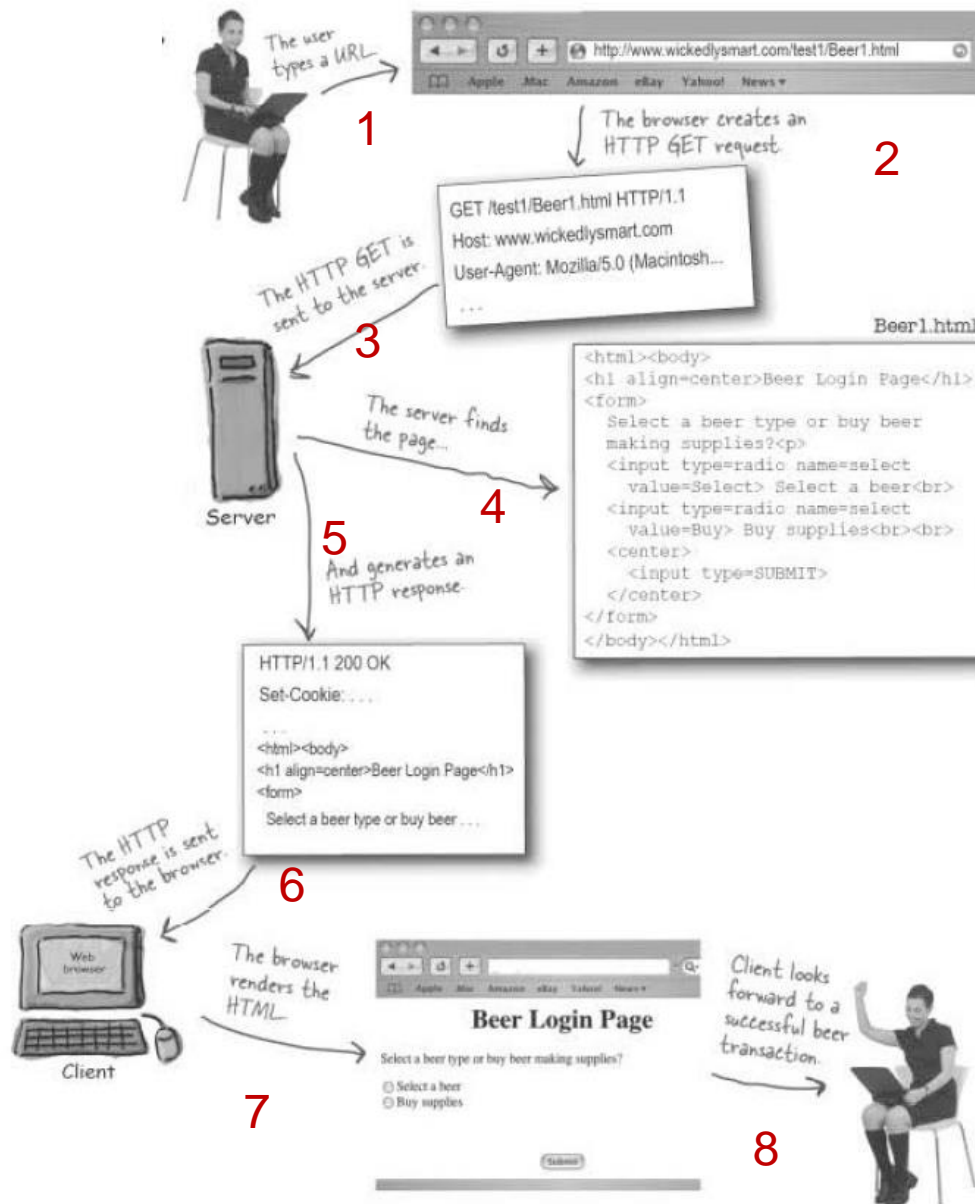 The user
types a URL.
1
http://www.wickedlysmart.com/test1/Beer1.html
Apple .Mac Amazon eBay Yahoo! News ▾
The browser creates an
HTTP GET request.
2
GET /test1/Beer1.html HTTP/1.1
Host: www.wickedlysmart.com
User-Agent: Mozilla/5.0 (Macintosh...
. . .
The HTTP GET is
sent to the server.
3
Server
The server finds
the page...
4
Beer1.html
<html><body>
<h1 align=center>Beer Login Page</h1>
<form>
Select a beer type or buy beer
making supplies?<p>
<input type=radio name=select
value=Select> Select a beer<br>
<input type=radio name=select
value=Buy> Buy supplies<br><br>
<center>
<input type=SUBMIT>
</center>
</form>
</body></html>
5
And generates an
HTTP response.
HTTP/1.1 200 OK
Set-Cookie: . . . .
. . .
<html><body>
<h1 align=center>Beer Login Page</h1>
<form>
Select a beer type or buy beer . . .
The HTTP
response is sent
to the browser.
6
Web
browser
Client
The browser
renders the
HTML
7
Apple .Mac Amazon eBay Yahoo! News ▾
Beer Login Page
Select a beer type or buy beer making supplies?
Select a beer
Buy supplies
Submit
Client looks
forward to a
successful beer
transaction.
8